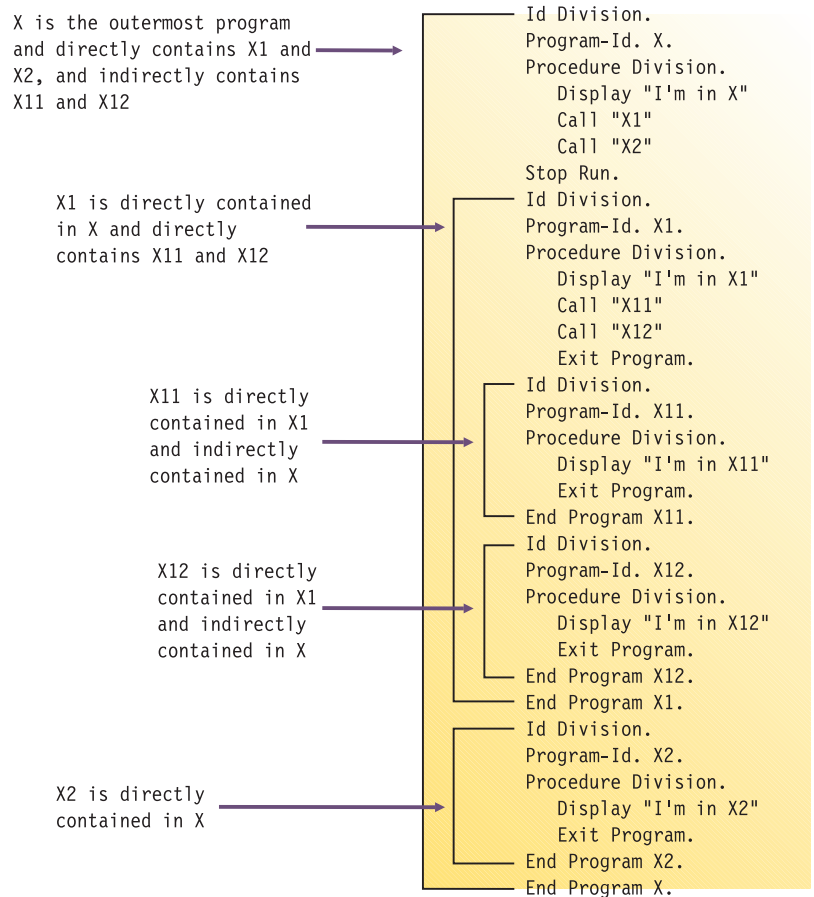 X is the outermost program
and directly contains X1 and
X2, and indirectly contains
X11 and X12
X1 is directly contained
in X and directly
contains X11 and X12
X11 is directly
contained in X1
and indirectly
contained in X
X12 is directly
contained in X1
and indirectly
contained in X
X2 is directly
contained in X
Id Division.
Program-Id. X.
Procedure Division.
Display "I'm in X"
Call "X1"
Call "X2"
Stop Run.
Id Division.
Program-Id. X1.
Procedure Division.
Display "I'm in X1"
Call "X11"
Call "X12"
Exit Program.
Id Division.
Program-Id. X11.
Procedure Division.
Display "I'm in X11"
Exit Program.
End Program X11.
Id Division.
Program-Id. X12.
Procedure Division.
Display "I'm in X12"
Exit Program.
End Program X12.
End Program X1.
Id Division.
Program-Id. X2.
Procedure Division.
Display "I'm in X2"
Exit Program.
End Program X2.
End Program X.